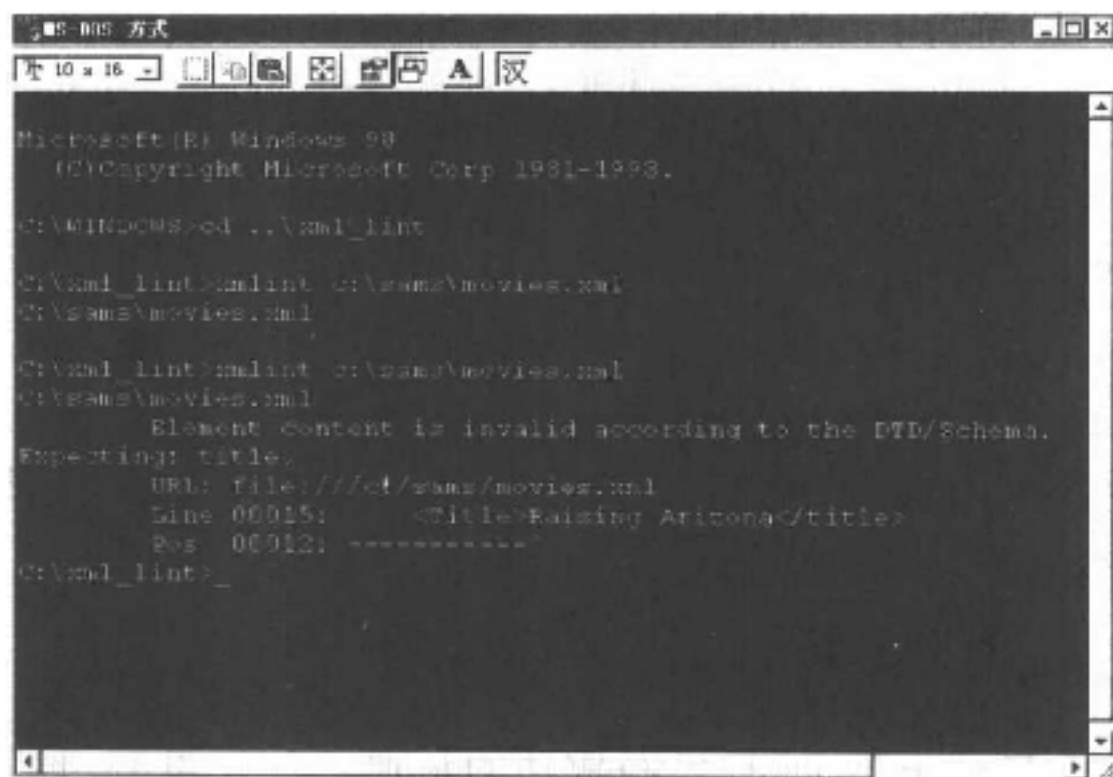 MS-DOS 方式
10 x 16
A 汉
Microsoft(R) Windows 98
(C)Copyright Microsoft Corp 1981-1998.
C:\WINDOWS>cd ..\xml_lint
C:\xml_lint>xmlint c:\sams\movies.xml
C:\sams\movies.xml
C:\xml_lint>xmlint c:\sams\movies.xml
C:\sams\movies.xml
Element content is invalid according to the DTD/Schema.
Expecting: title.
URL: file:///c:/sams/movies.xml
Line 00015: <Title>Raising Arizona</title>
Pos 00012: -----------^
C:\xml_lint>_